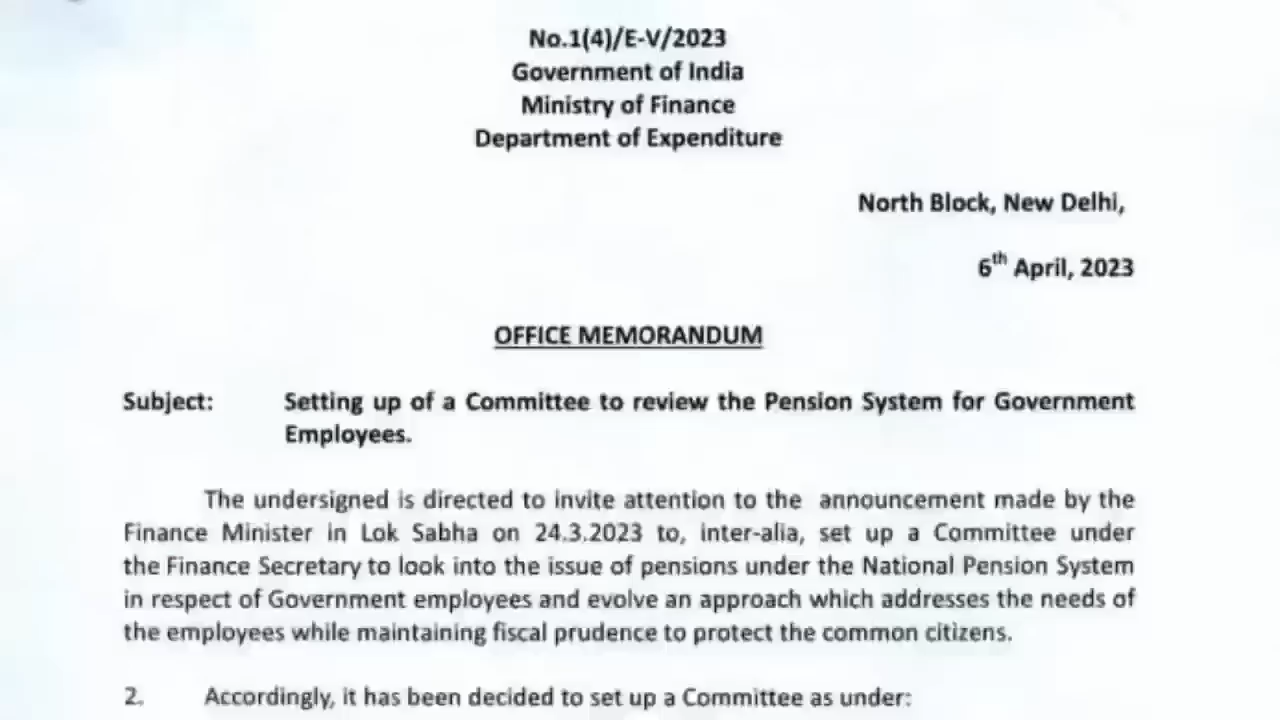 No.1(4)/E-V/2023
Government of India
Ministry of Finance
Department of Expenditure
North Block, New Delhi,
6th April, 2023
OFFICE MEMORANDUM
Subject: Setting up of a Committee to review the Pension System for Government
Employees.
The undersigned is directed to invite attention to the announcement made by the
Finance Minister in Lok Sabha on 24.3.2023 to, inter-alia, set up a Committee under
the Finance Secretary to look into the issue of pensions under the National Pension System
in respect of Government employees and evolve an approach which addresses the needs of
the employees while maintaining fiscal prudence to protect the common citizens.
2. Accordingly, it has been decided to set up a Committee as under: